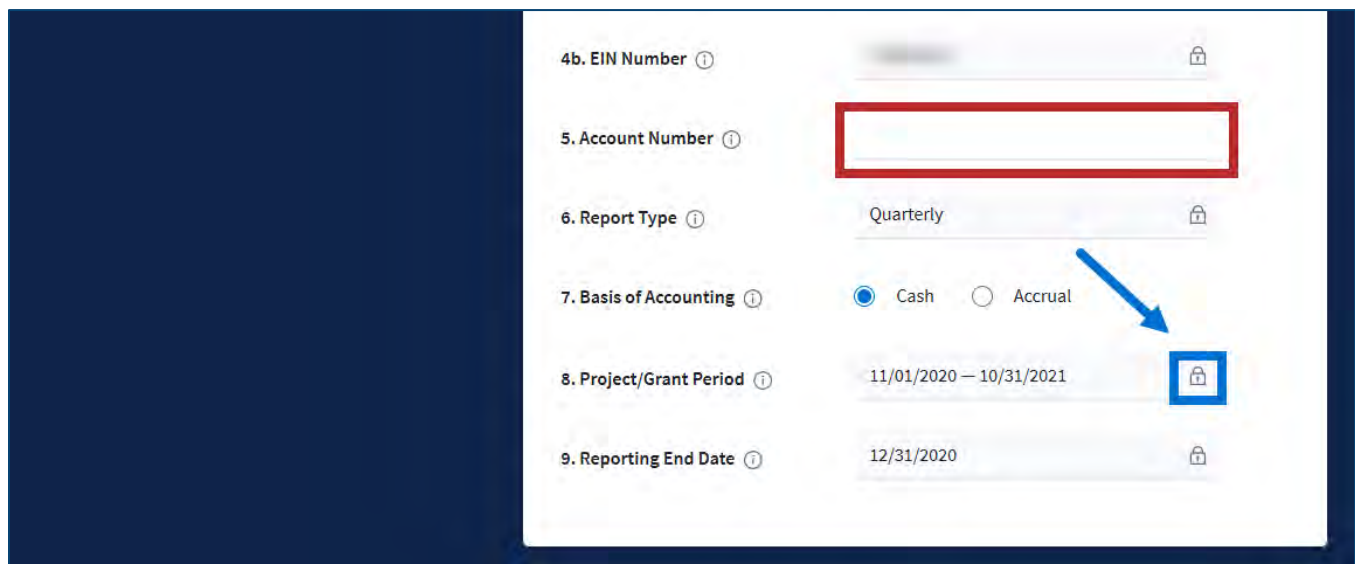 4b. EIN Number
5. Account Number
6. Report Type Quarterly
7. Basis of Accounting Cash Accrual
8. Project/Grant Period 11/01/2020 — 10/31/2021
9. Reporting End Date 12/31/2020